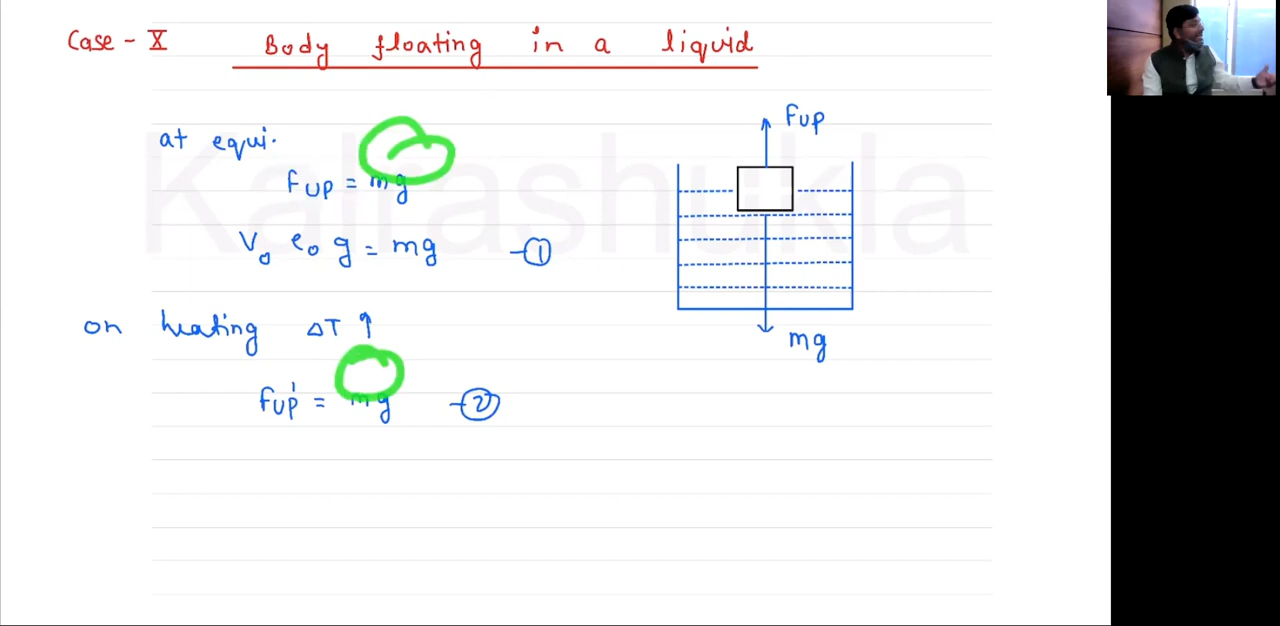 Case - X Body floating in a liquid
at equi.
Fup = mg
V₀ ρ₀ g = mg -①
on heating ΔT ↑
Fup' = mg -②
Fup
mg
Kailashukla